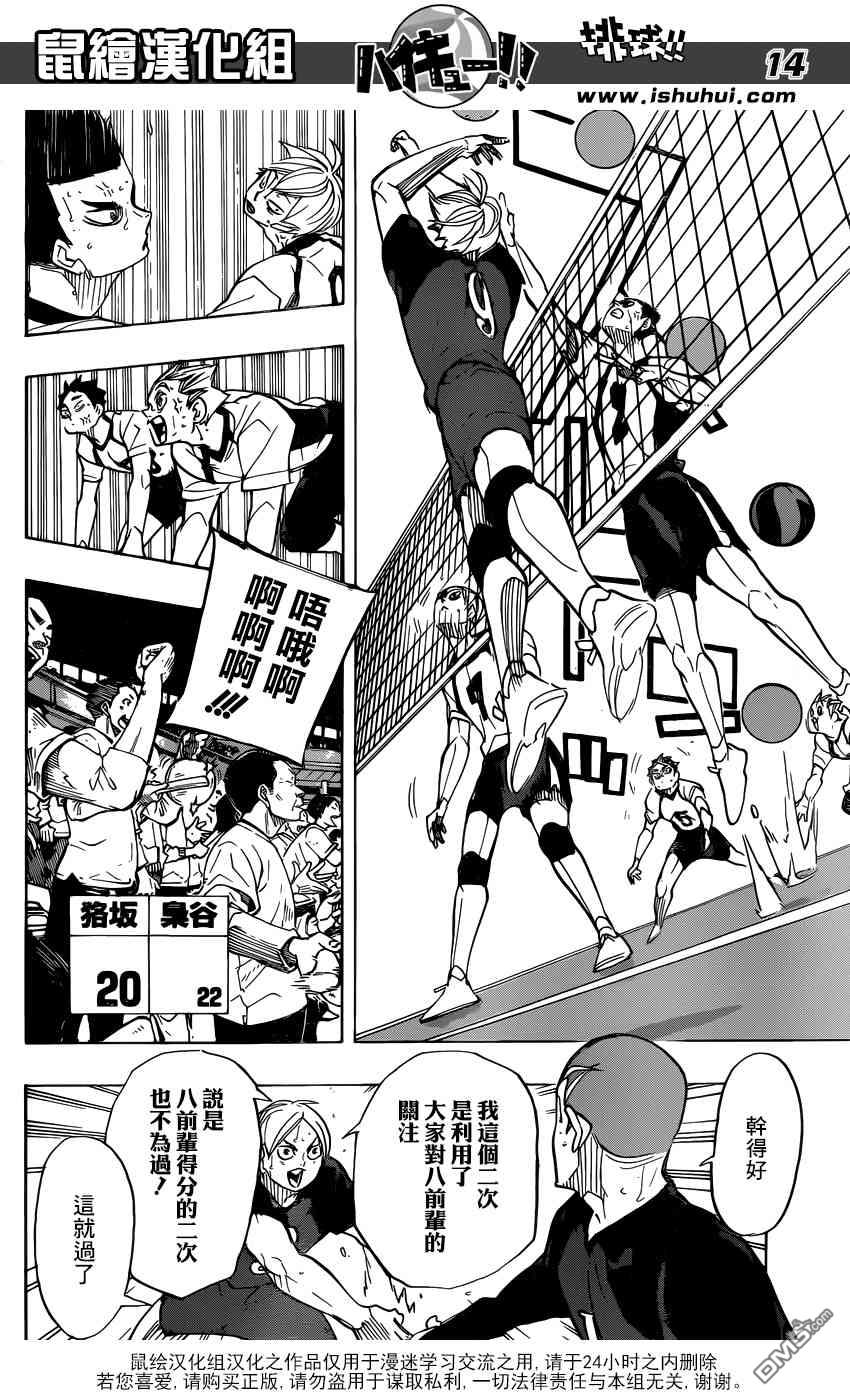 鼠繪漢化組
ハイキュー!!
排球!!
14
www.ishuhui.com
9
1
5
唔哦啊
啊啊啊!!!
狢坂
梟谷
20
22
幹得好
我這個二次
是利用了
大家對八前輩的
關注
説是
八前輩得分的二次
也不為過!
這就過了
鼠绘汉化组汉化之作品仅用于漫迷学习交流之用,请于24小时之内删除
若您喜爱,请购买正版,请勿盗用于谋取私利,一切法律责任与本组无关,谢谢。
DM5.com